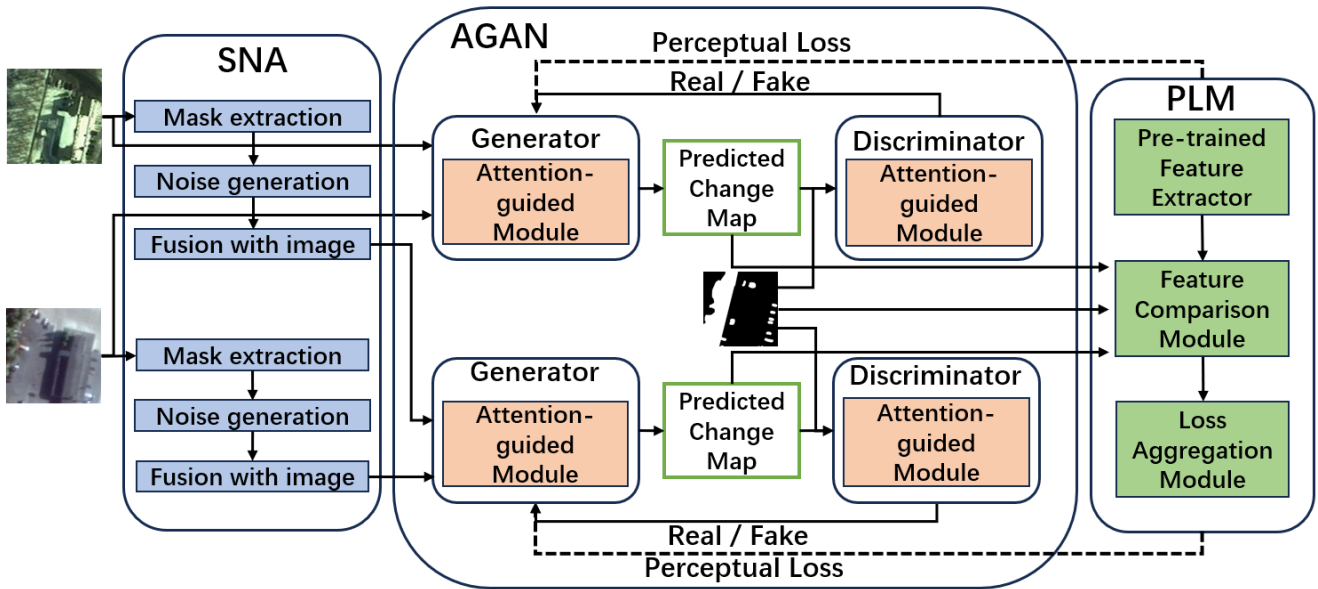 SNA
Mask extraction
Noise generation
Fusion with image
Mask extraction
Noise generation
Fusion with image
AGAN
Perceptual Loss
Real / Fake
Generator
Attention-
guided
Module
Predicted
Change
Map
Discriminator
Attention-
guided
Module
Generator
Attention-
guided
Module
Predicted
Change
Map
Discriminator
Attention-
guided
Module
Real / Fake
Perceptual Loss
PLM
Pre-trained
Feature
Extractor
Feature
Comparison
Module
Loss
Aggregation
Module